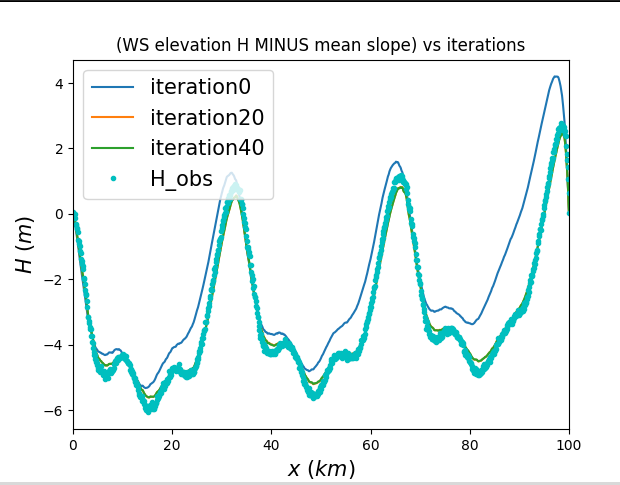 (WS elevation H MINUS mean slope) vs iterations
iteration0
iteration20
iteration40
H_obs
4
2
0
−2
−4
−6
H (m)
0 20 40 60 80 100
x (km)